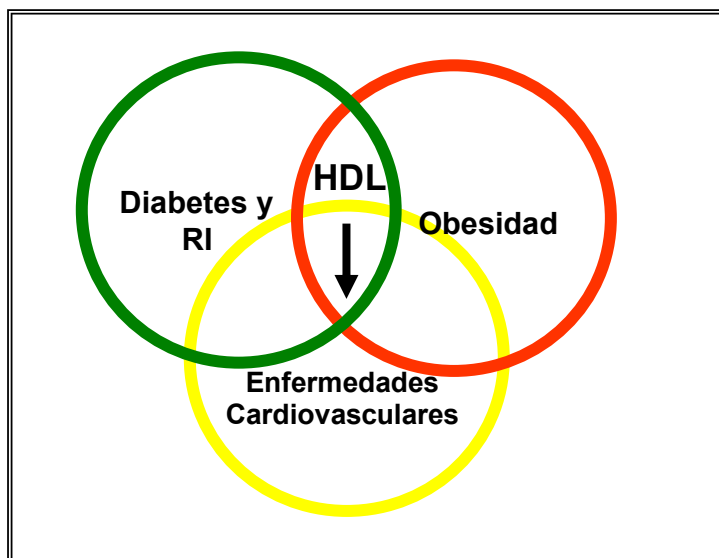 HDL
Diabetes y
RI
Obesidad
Enfermedades
Cardiovasculares